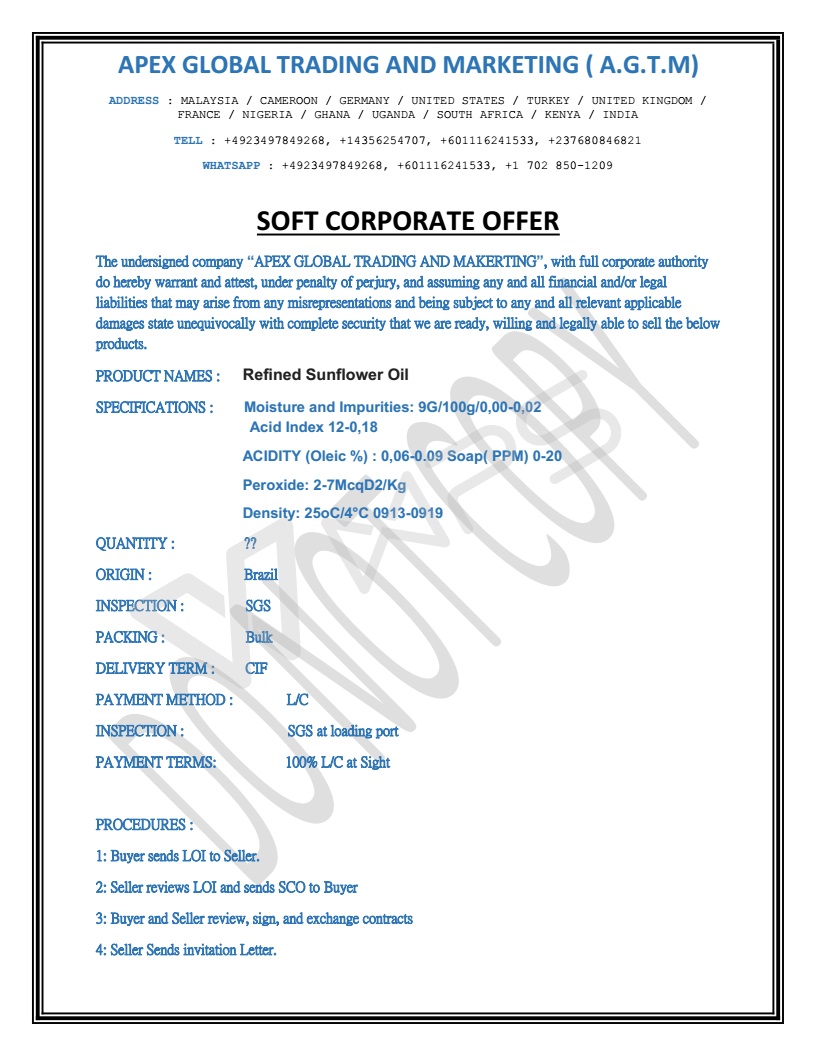 APEX GLOBAL TRADING AND MARKETING ( A.G.T.M)
ADDRESS : MALAYSIA / CAMEROON / GERMANY / UNITED STATES / TURKEY / UNITED KINGDOM /
FRANCE / NIGERIA / GHANA / UGANDA / SOUTH AFRICA / KENYA / INDIA
TELL : +4923497849268, +14356254707, +601116241533, +237680846821
WHATSAPP : +4923497849268, +601116241533, +1 702 850-1209
SOFT CORPORATE OFFER
The undersigned company “APEX GLOBAL TRADING AND MAKERTING”, with full corporate authority
do hereby warrant and attest, under penalty of perjury, and assuming any and all financial and/or legal
liabilities that may arise from any misrepresentations and being subject to any and all relevant applicable
damages state unequivocally with complete security that we are ready, willing and legally able to sell the below
products.
PRODUCT NAMES : Refined Sunflower Oil
SPECIFICATIONS : Moisture and Impurities: 9G/100g/0,00-0,02
Acid Index 12-0,18
ACIDITY (Oleic %) : 0,06-0.09 Soap( PPM) 0-20
Peroxide: 2-7McqD2/Kg
Density: 25oC/4°C 0913-0919
QUANTITY : ??
ORIGIN : Brazil
INSPECTION : SGS
PACKING : Bulk
DELIVERY TERM : CIF
PAYMENT METHOD : L/C
INSPECTION : SGS at loading port
PAYMENT TERMS: 100% L/C at Sight
PROCEDURES :
1: Buyer sends LOI to Seller.
2: Seller reviews LOI and sends SCO to Buyer
3: Buyer and Seller review, sign, and exchange contracts
4: Seller Sends invitation Letter.
DO NOT COPY